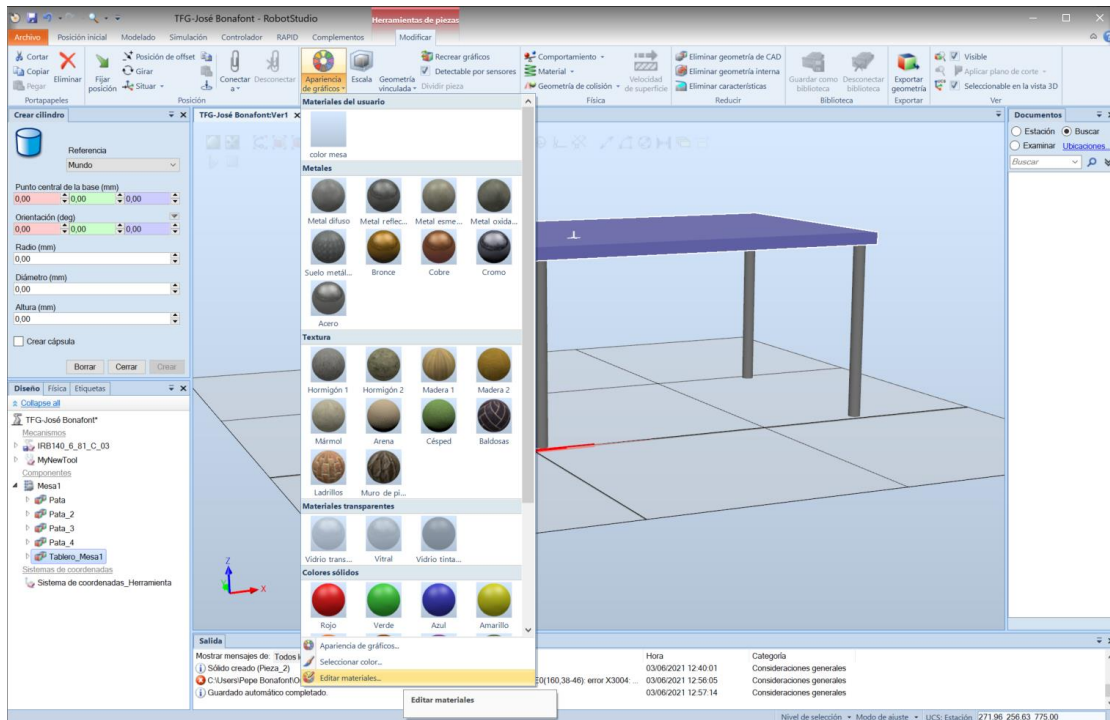 TFG-José Bonafont - RobotStudio
Herramientas de piezas
Archivo Posición inicial Modelado Simulación Controlador RAPID Complementos Modificar
Cortar
Copiar
Pegar
Eliminar
Portapapeles
Fijar posición
Posición de offset
Girar
Situar
Posición
Conectar a
Desconectar
Apariencia de gráficos
Escala
Geometría vinculada
Recrear gráficos
Detectable por sensores
Dividir pieza
Comportamiento
Material
Geometría de colisión
Velocidad de superficie
Física
Eliminar geometría de CAD
Eliminar geometría interna
Eliminar características
Reducir
Guardar como biblioteca
Desconectar biblioteca
Biblioteca
Exportar geometría
Exportar
Visible
Aplicar plano de corte
Seleccionable en la vista 3D
Ver
Crear cilindro
Referencia
Mundo
Punto central de la base (mm)
0,00 0,00 0,00
Orientación (deg)
0,00 0,00 0,00
Radio (mm)
0,00
Diámetro (mm)
0,00
Altura (mm)
0,00
Crear cápsula
Borrar Cerrar Crear
Diseño Física Etiquetas
Collapse all
TFG-José Bonafont*
Mecanismos
IRB140_6_81_C_03
MyNewTool
Componentes
Mesa1
Pata
Pata_2
Pata_3
Pata_4
Tablero_Mesa1
Sistemas de coordenadas
Sistema de coordenadas_Herramienta
TFG-José Bonafont:Ver1
Materiales del usuario
color mesa
Metales
Metal difuso Metal reflec... Metal esme... Metal oxida...
Suelo metál... Bronce Cobre Cromo
Acero
Textura
Hormigón 1 Hormigón 2 Madera 1 Madera 2
Mármol Arena Césped Baldosas
Ladrillos Muro de pi...
Materiales transparentes
Vidrio trans... Vitral Vidrio tinta...
Colores sólidos
Rojo Verde Azul Amarillo
Apariencia de gráficos...
Seleccionar color...
Editar materiales...
Editar materiales
Z
X
Documentos
Estación Buscar
Examinar Ubicaciones...
Buscar
Salida
Mostrar mensajes de: Todos
Hora Categoría
Sólido creado (Pieza_2) 03/06/2021 12:40:01 Consideraciones generales
C:\Users\Pepe Bonafont\ E0(160,38-46): error X3004: ... 03/06/2021 12:56:05 Consideraciones generales
Guardado automático completado. 03/06/2021 12:57:14 Consideraciones generales
Nivel de selección Modo de ajuste UCS: Estación 271.96 256.63 775.00